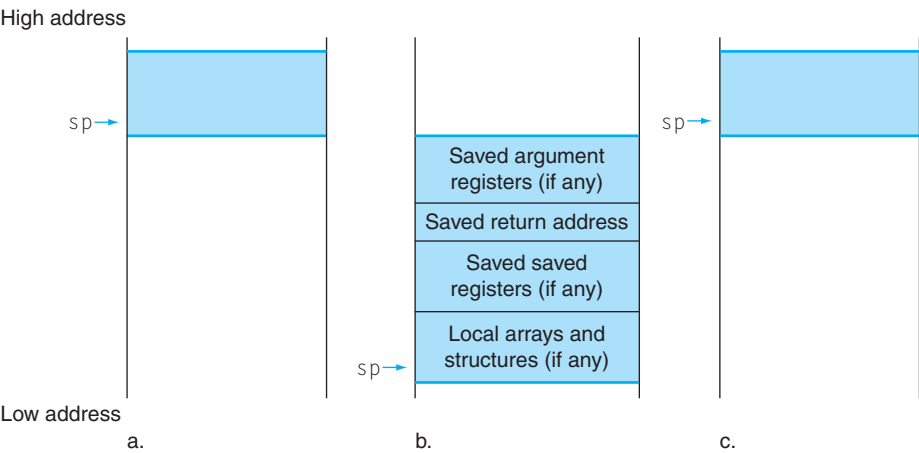 High address
sp
sp
Saved argument
registers (if any)
Saved return address
Saved saved
registers (if any)
Local arrays and
structures (if any)
sp
Low address
a.
b.
c.